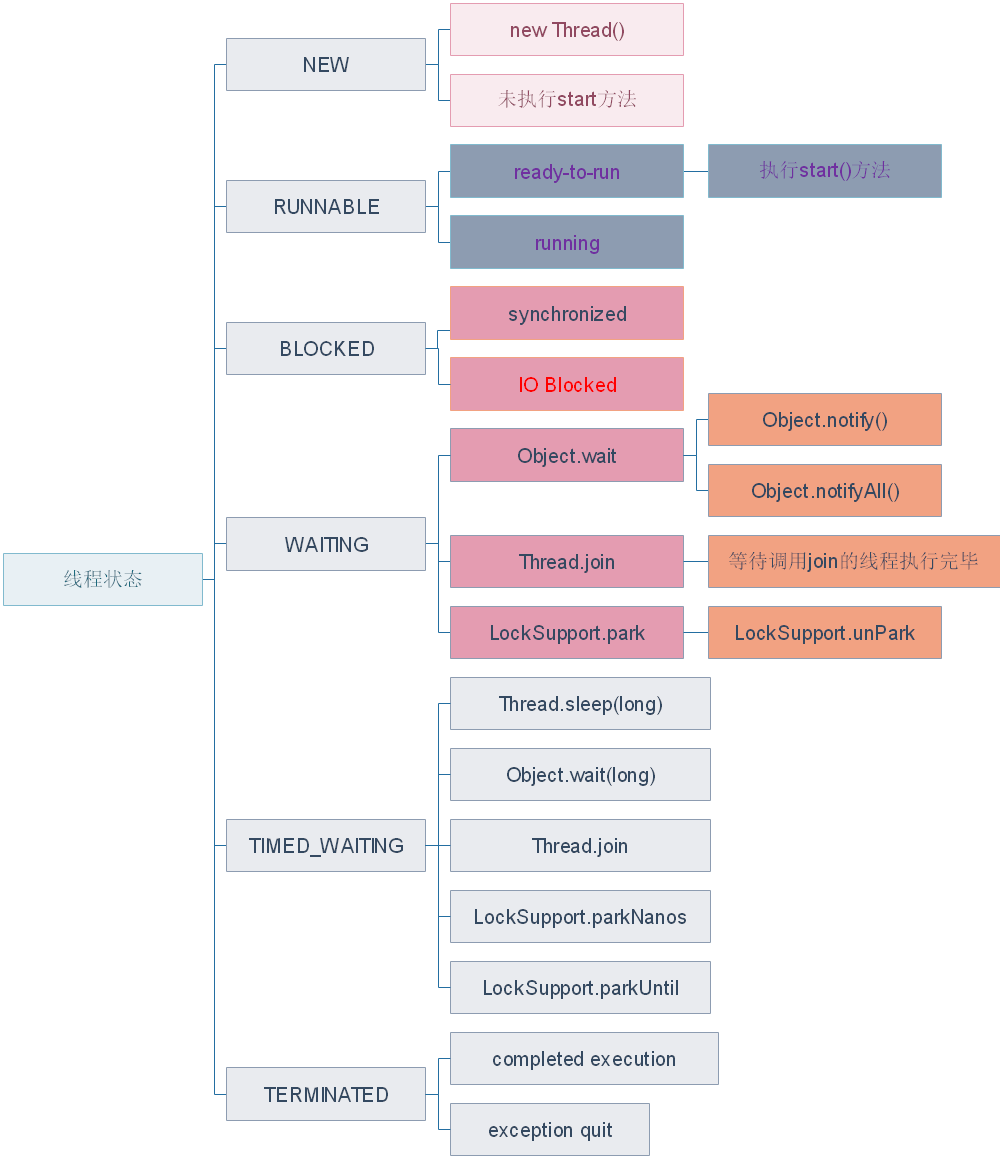 线程状态
NEW
new Thread()
未执行start方法
RUNNABLE
ready-to-run
执行start()方法
running
BLOCKED
synchronized
IO Blocked
WAITING
Object.wait
Object.notify()
Object.notifyAll()
Thread.join
等待调用join的线程执行完毕
LockSupport.park
LockSupport.unPark
TIMED_WAITING
Thread.sleep(long)
Object.wait(long)
Thread.join
LockSupport.parkNanos
LockSupport.parkUntil
TERMINATED
completed execution
exception quit